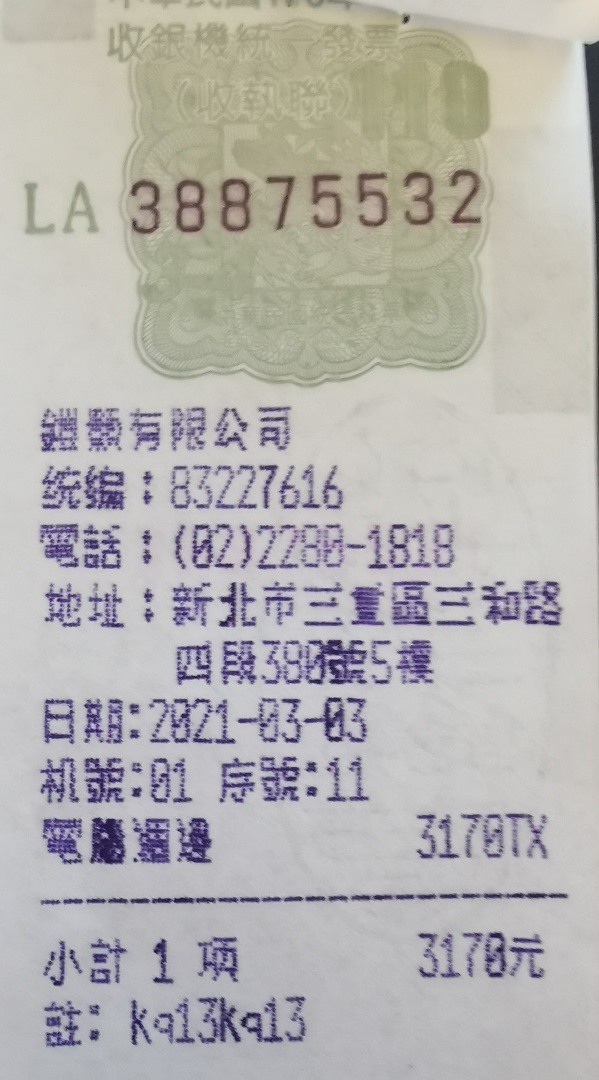 收銀機統一發票
(收執聯)
LA 38875532
鎧顥有限公司
統編：83227616
電話：(02)2280-1818
地址：新北市三重區三和路
四段380號5樓
日期:2021-03-03
机號:01 序號:11
電腦週邊 3170TX
小計 1 項 3170元
註: kq13kq13